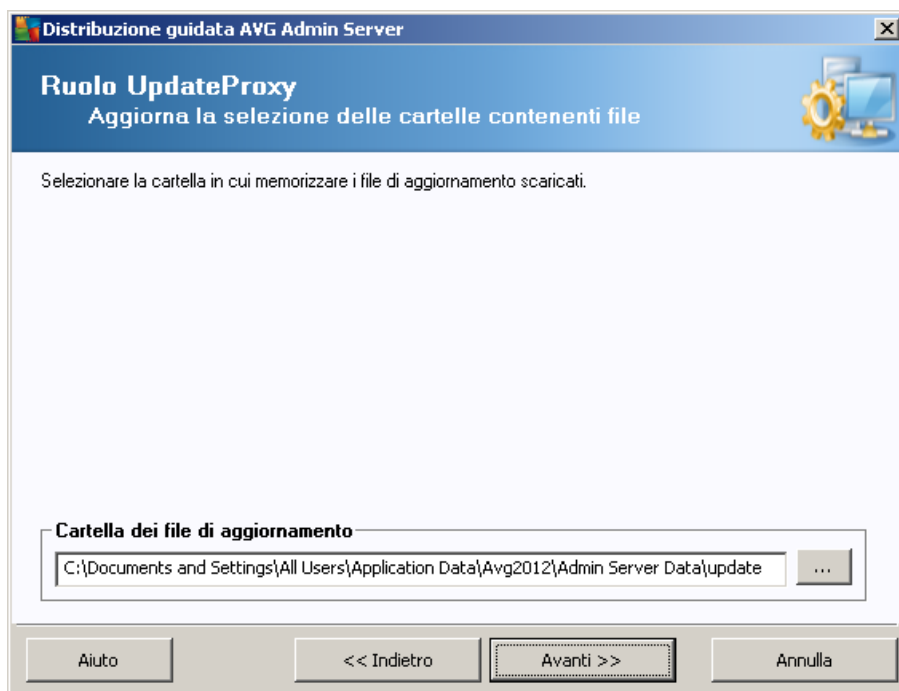 Distribuzione guidata AVG Admin Server
Ruolo UpdateProxy
Aggiorna la selezione delle cartelle contenenti file
Selezionare la cartella in cui memorizzare i file di aggiornamento scaricati.
Cartella dei file di aggiornamento
C:\Documents and Settings\All Users\Application Data\Avg2012\Admin Server Data\update
...
Aiuto
<< Indietro
Avanti >>
Annulla